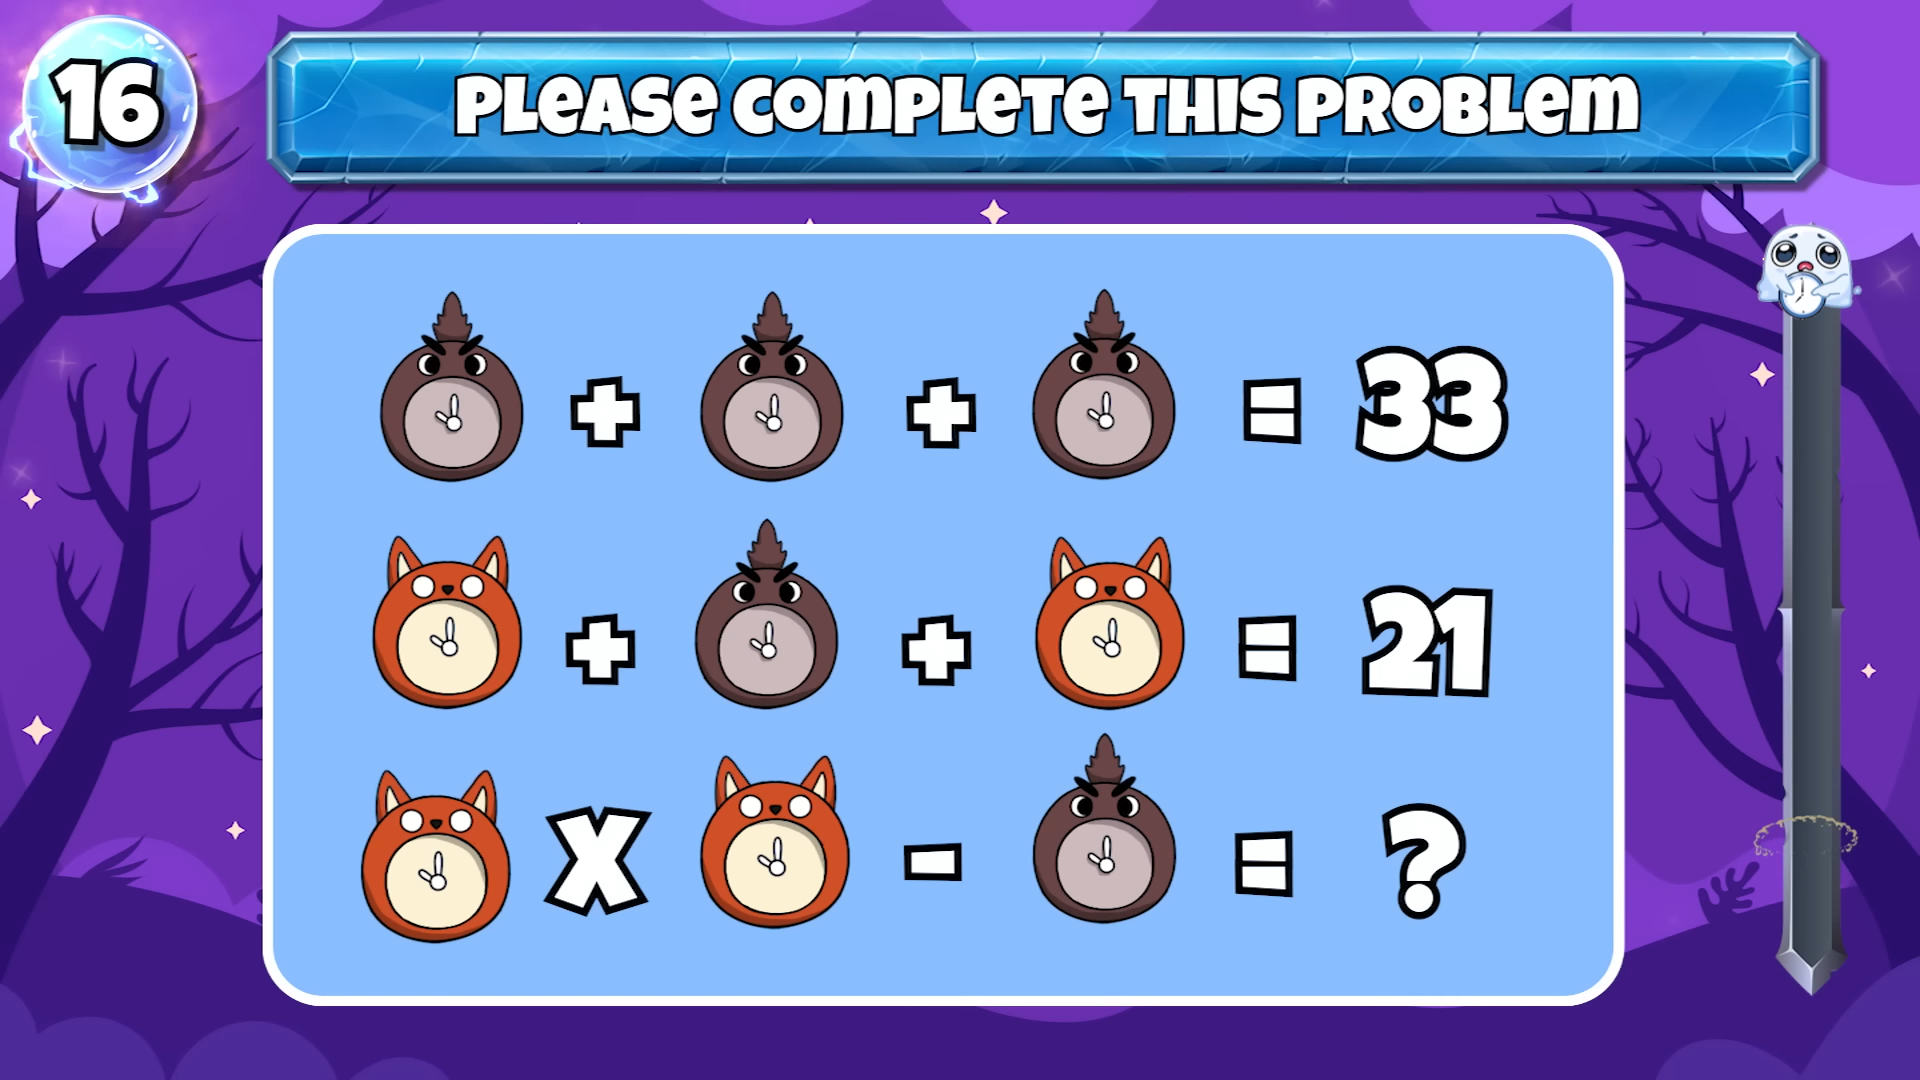 16
PLEASE COMPLETE THIS PROBLEM
+ + = 33
+ + = 21
X - = ?